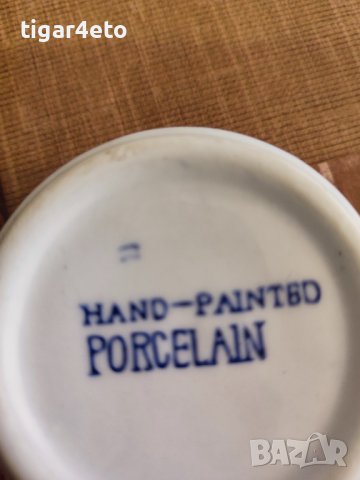 tigar4eto
HAND-PAINTED
PORCELAIN
BAZAR